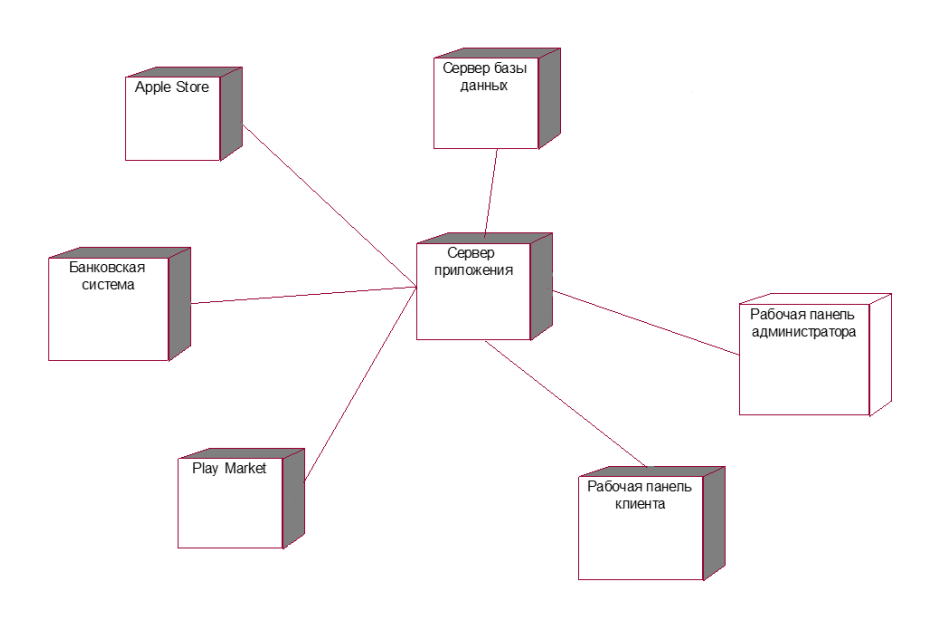 Apple Store
Сервер базы
данных
Банковская
система
Сервер
приложения
Рабочая панель
администратора
Play Market
Рабочая панель
клиента